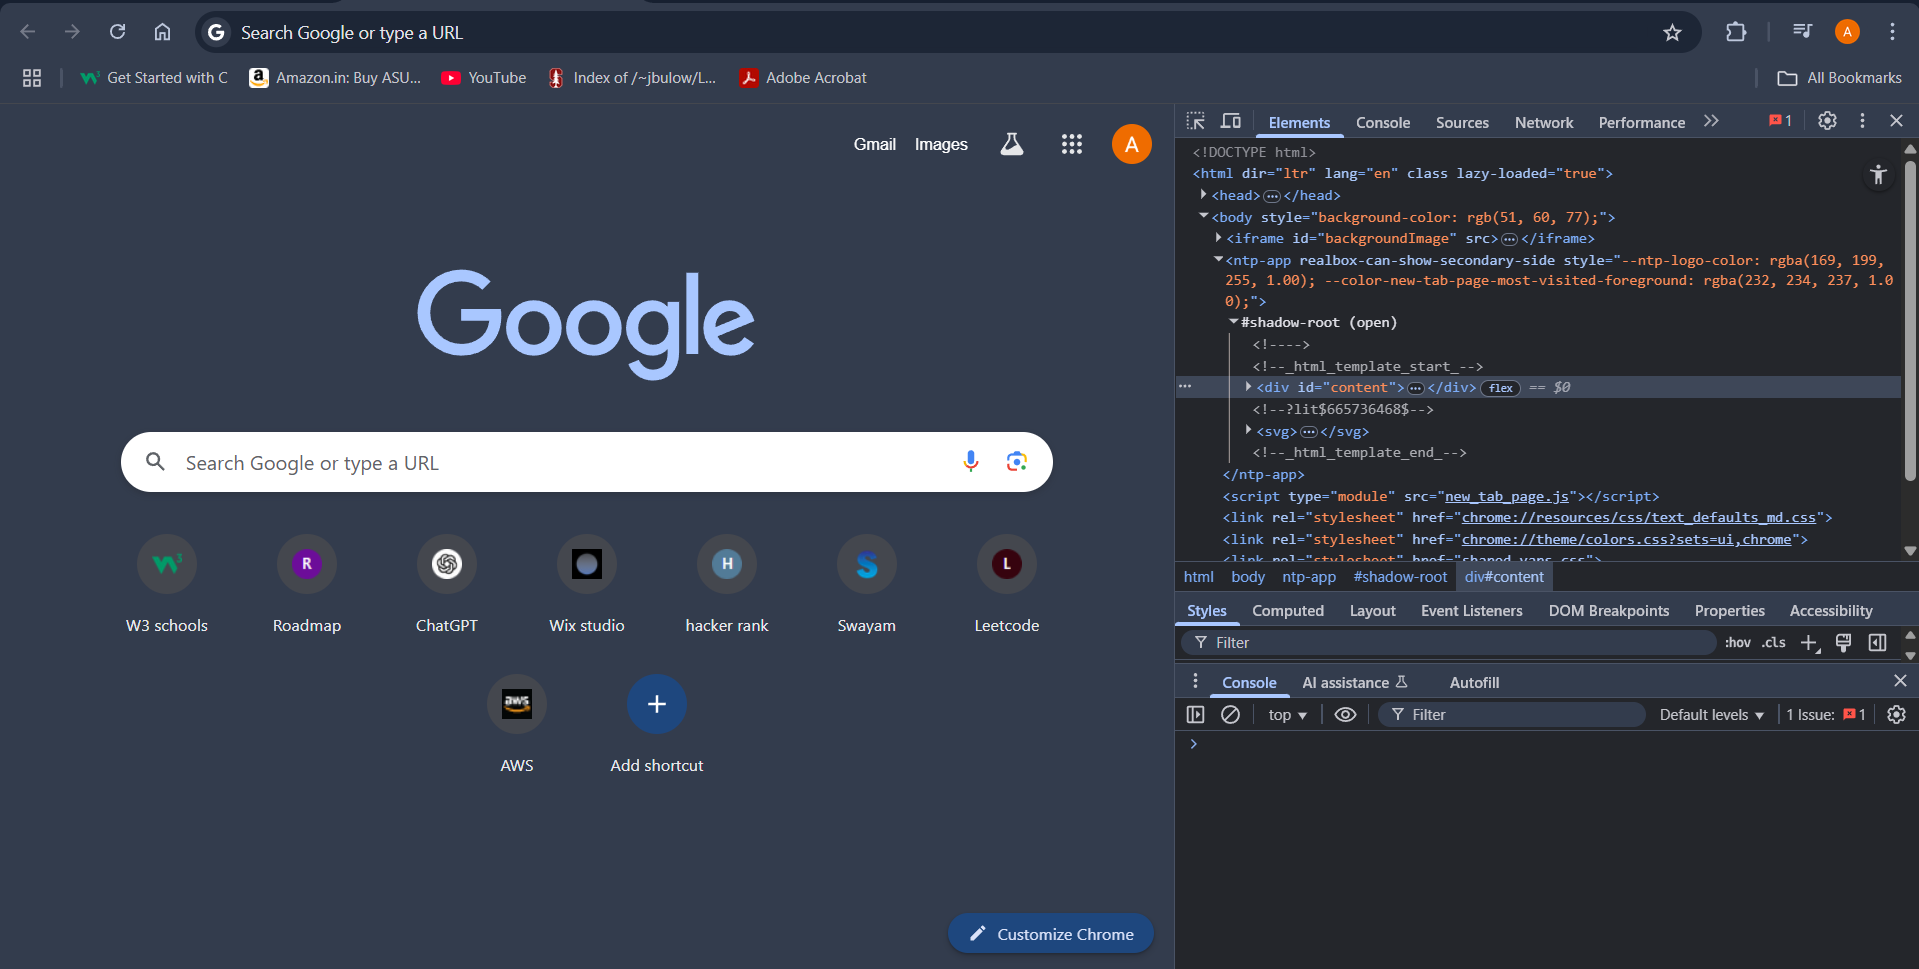 Search Google or type a URL
A
Get Started with C
Amazon.in: Buy ASU...
YouTube
Index of /~jbulow/L...
Adobe Acrobat
All Bookmarks
Gmail
Images
A
Google
Search Google or type a URL
W3 schools
Roadmap
ChatGPT
Wix studio
hacker rank
Swayam
Leetcode
R
H
L
aws
AWS
Add shortcut
Customize Chrome
Elements
Console
Sources
Network
Performance
1
<!DOCTYPE html>
<html dir="ltr" lang="en" class lazy-loaded="true">
<head>…</head>
<body style="background-color: rgb(51, 60, 77);">
<iframe id="backgroundImage" src>…</iframe>
<ntp-app realbox-can-show-secondary-side style="--ntp-logo-color: rgba(169, 199,
255, 1.00); --color-new-tab-page-most-visited-foreground: rgba(232, 234, 237, 1.0
0);">
#shadow-root (open)
<!---->
<!--_html_template_start_-->
<div id="content">…</div> flex == $0
<!--?lit$665736468$-->
<svg>…</svg>
<!--_html_template_end_-->
</ntp-app>
<script type="module" src="new_tab_page.js"></script>
<link rel="stylesheet" href="chrome://resources/css/text_defaults_md.css">
<link rel="stylesheet" href="chrome://theme/colors.css?sets=ui,chrome">
<link rel="stylesheet" href="shared_vars.css">
html
body
ntp-app
#shadow-root
div#content
Styles
Computed
Layout
Event Listeners
DOM Breakpoints
Properties
Accessibility
Filter
:hov
.cls
Console
AI assistance
Autofill
top
Filter
Default levels
1 Issue:
1